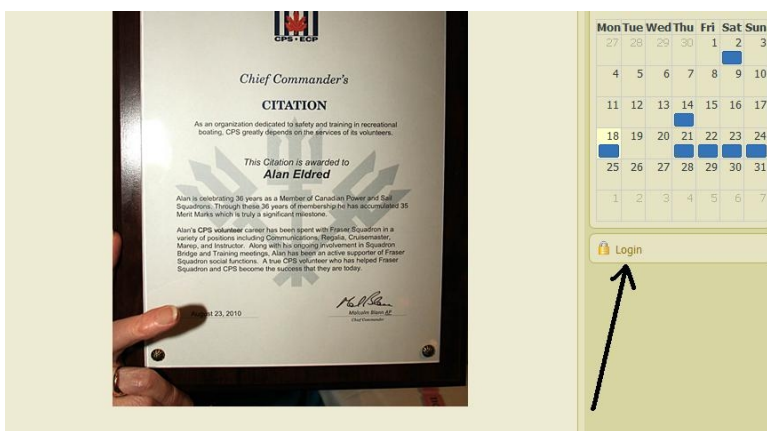 CPS • ECP
Chief Commander's
CITATION
As an organization dedicated to safety and training in recreational
boating, CPS greatly depends on the services of its volunteers.
This Citation is awarded to
Alan Eldred
Alan is celebrating 36 years as a Member of Canadian Power and Sail
Squadrons. Through these 36 years of membership he has accumulated 35
Merit Marks which is truly a significant milestone.
Alan's CPS volunteer career has been spent with Fraser Squadron in a
variety of positions including Communications, Regalia, Cruisemaster,
Marep, and Instructor. Along with his ongoing involvement in Squadron
Bridge and Training meetings, Alan has been an active supporter of Fraser
Squadron social functions. A true CPS volunteer who has helped Fraser
Squadron and CPS become the success that they are today.
August 23, 2010
Malcolm Blann AP
Chief Commander
Mon Tue Wed Thu Fri Sat Sun
27 28 29 30 1 2 3
4 5 6 7 8 9 10
11 12 13 14 15 16 17
18 19 20 21 22 23 24
25 26 27 28 29 30 31
1 2 3 4 5 6 7
Login